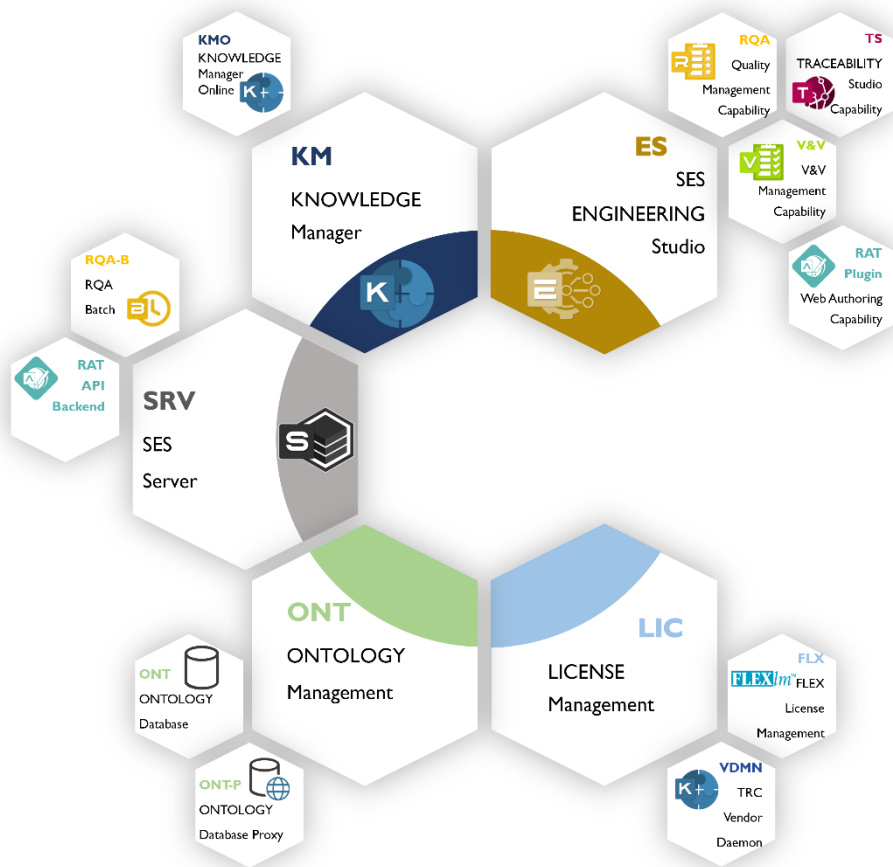 KMO
KNOWLEDGE
Manager
Online
K+
KM
KNOWLEDGE
Manager
K
ES
SES
ENGINEERING
Studio
E
RQA
R
Quality
Management
Capability
TS
TRACEABILITY
T
Studio
Capability
V&V
V
V&V
Management
Capability
RAT
Plugin
Web Authoring
Capability
RQA-B
RQA
Batch
B
RAT
API
Backend
SRV
SES
Server
S
ONT
ONTOLOGY
Management
ONT
ONTOLOGY
Database
ONT-P
ONTOLOGY
Database Proxy
LIC
LICENSE
Management
FLX
FLEXlm™ FLEX
License
Management
VDMN
K+
TRC
Vendor
Daemon